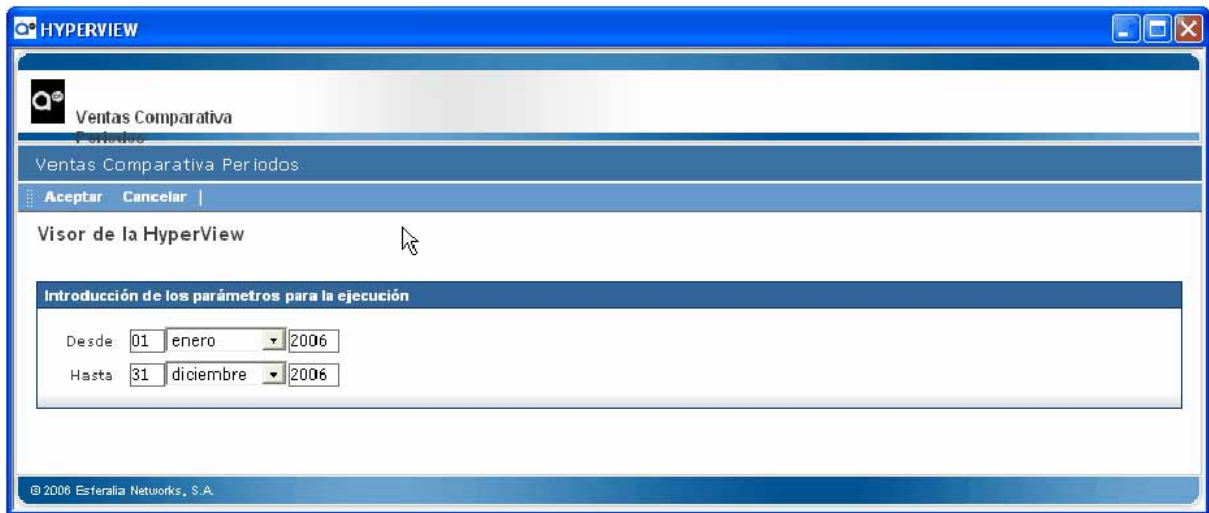 HYPERVIEW
Ventas Comparativa
Periodos
Ventas Comparativa Periodos
Aceptar Cancelar |
Visor de la HyperView
Introducción de los parámetros para la ejecución
Desde 01 enero 2006
Hasta 31 diciembre 2006
© 2006 Esferalia Networks, S.A.